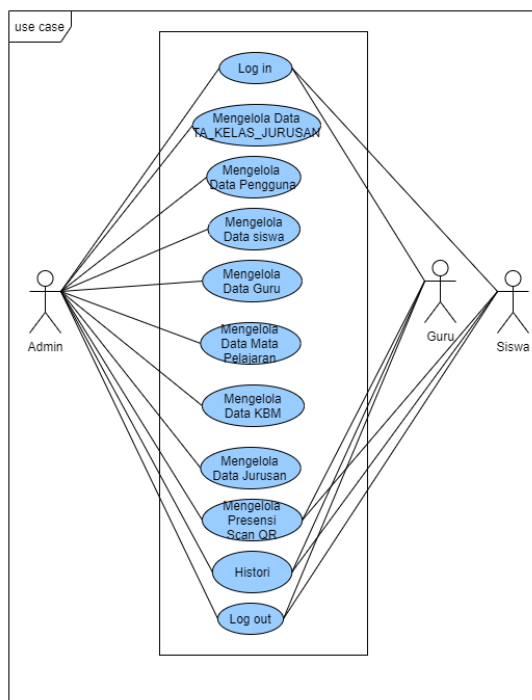 use case
Log in
Mengelola Data
TA_KELAS_JURUSAN
Mengelola
Data Pengguna
Mengelola
Data siswa
Mengelola
Data Guru
Mengelola
Data Mata
Pelajaran
Mengelola
Data KBM
Mengelola
Data Jurusan
Mengelola
Presensi
Scan QR
Histori
Log out
Admin
Guru
Siswa